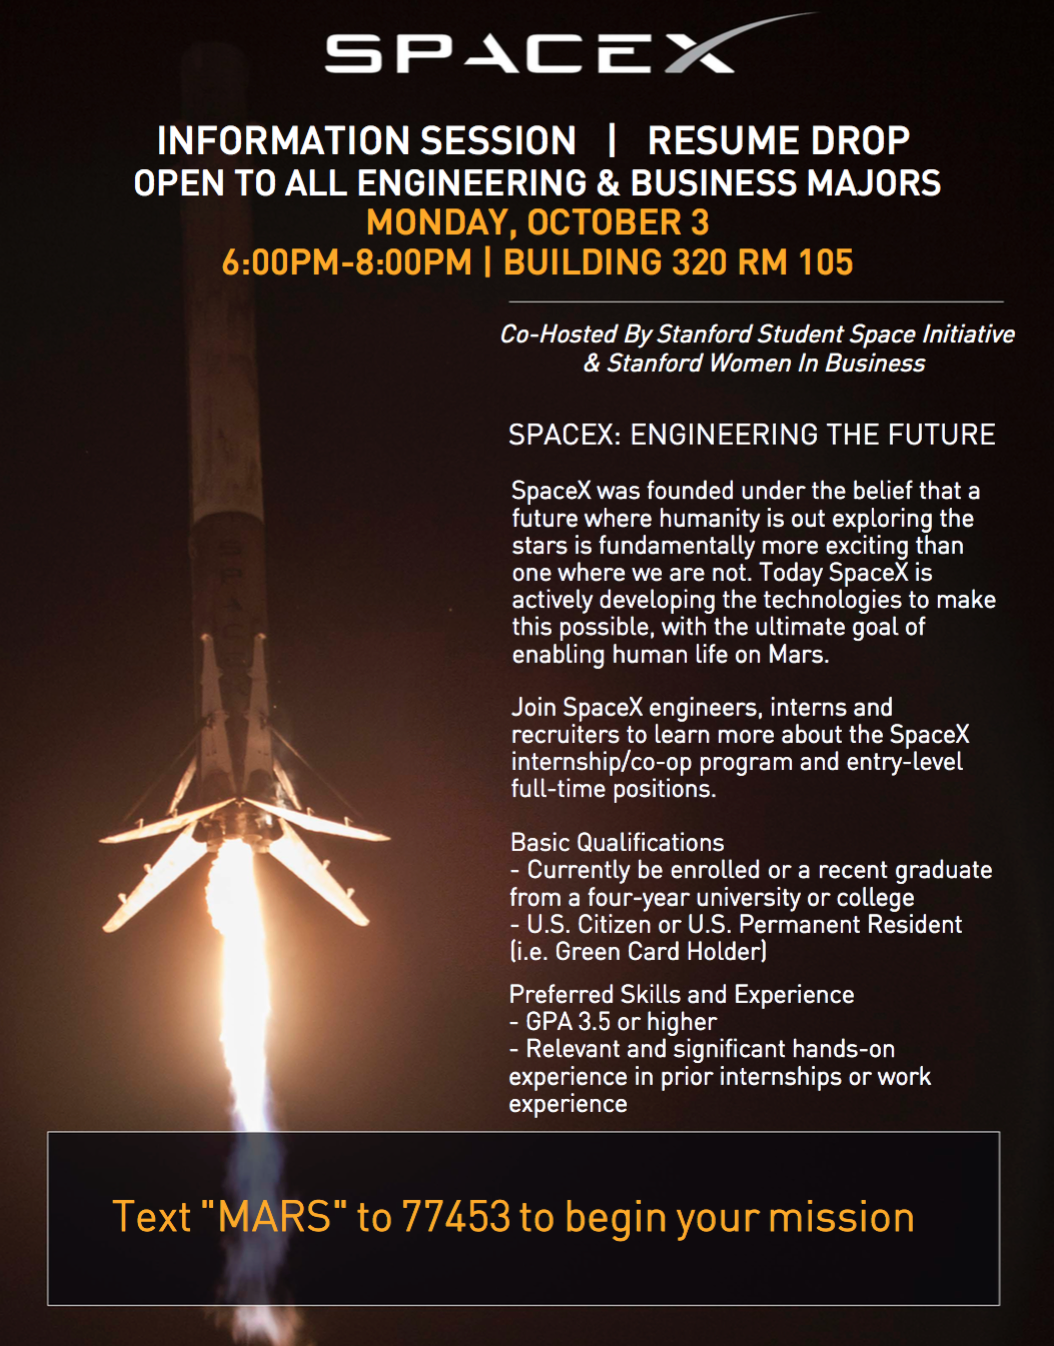 SPACEX
INFORMATION SESSION | RESUME DROP
OPEN TO ALL ENGINEERING & BUSINESS MAJORS
MONDAY, OCTOBER 3
6:00PM-8:00PM | BUILDING 320 RM 105
Co-Hosted By Stanford Student Space Initiative
& Stanford Women In Business
SPACEX: ENGINEERING THE FUTURE
SpaceX was founded under the belief that a
future where humanity is out exploring the
stars is fundamentally more exciting than
one where we are not. Today SpaceX is
actively developing the technologies to make
this possible, with the ultimate goal of
enabling human life on Mars.
Join SpaceX engineers, interns and
recruiters to learn more about the SpaceX
internship/co-op program and entry-level
full-time positions.
Basic Qualifications
- Currently be enrolled or a recent graduate
from a four-year university or college
- U.S. Citizen or U.S. Permanent Resident
(i.e. Green Card Holder)
Preferred Skills and Experience
- GPA 3.5 or higher
- Relevant and significant hands-on
experience in prior internships or work
experience
Text "MARS" to 77453 to begin your mission